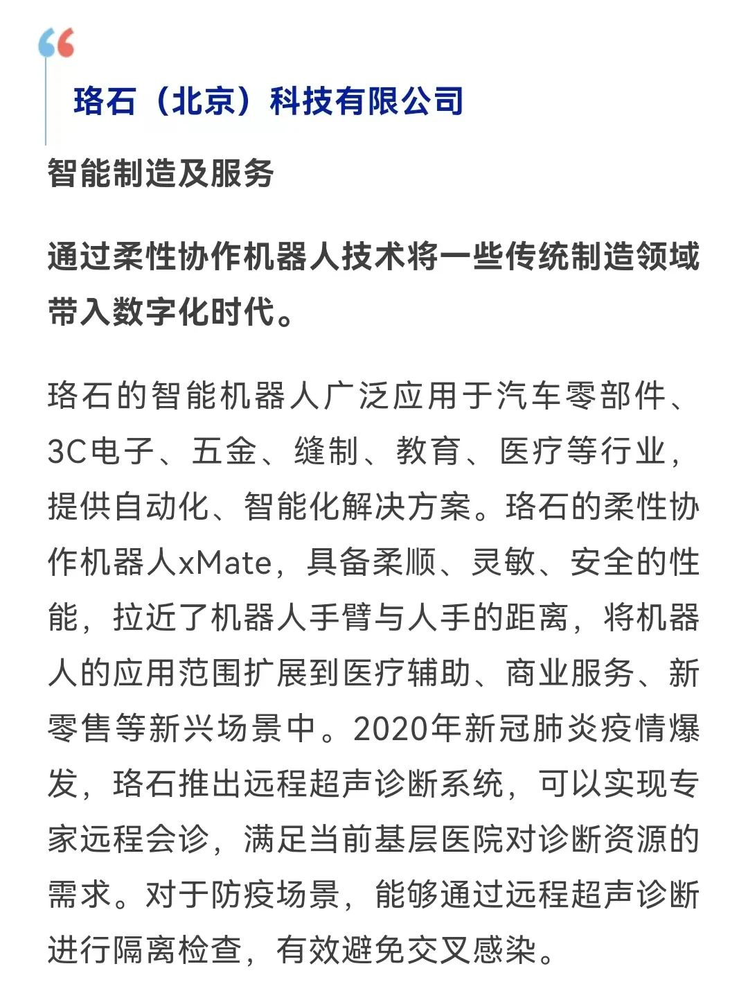 珞石（北京）科技有限公司
智能制造及服务
通过柔性协作机器人技术将一些传统制造领域
带入数字化时代。
珞石的智能机器人广泛应用于汽车零部件、
3C电子、五金、缝制、教育、医疗等行业，
提供自动化、智能化解决方案。珞石的柔性协
作机器人xMate，具备柔顺、灵敏、安全的性
能，拉近了机器人手臂与人手的距离，将机器
人的应用范围扩展到医疗辅助、商业服务、新
零售等新兴场景中。2020年新冠肺炎疫情爆
发，珞石推出远程超声诊断系统，可以实现专
家远程会诊，满足当前基层医院对诊断资源的
需求。对于防疫场景，能够通过远程超声诊断
进行隔离检查，有效避免交叉感染。